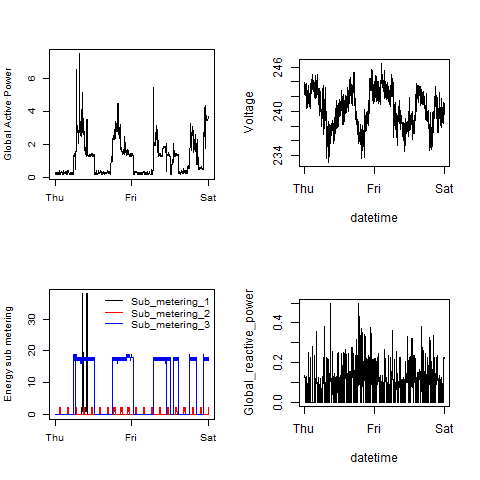 Global Active Power
6
4
2
0
Thu Fri Sat
Voltage
246
240
234
Thu Fri Sat
datetime
Energy sub metering
30
20
10
0
Sub_metering_1
Sub_metering_2
Sub_metering_3
Thu Fri Sat
Global_reactive_power
0.4
0.2
0.0
Thu Fri Sat
datetime